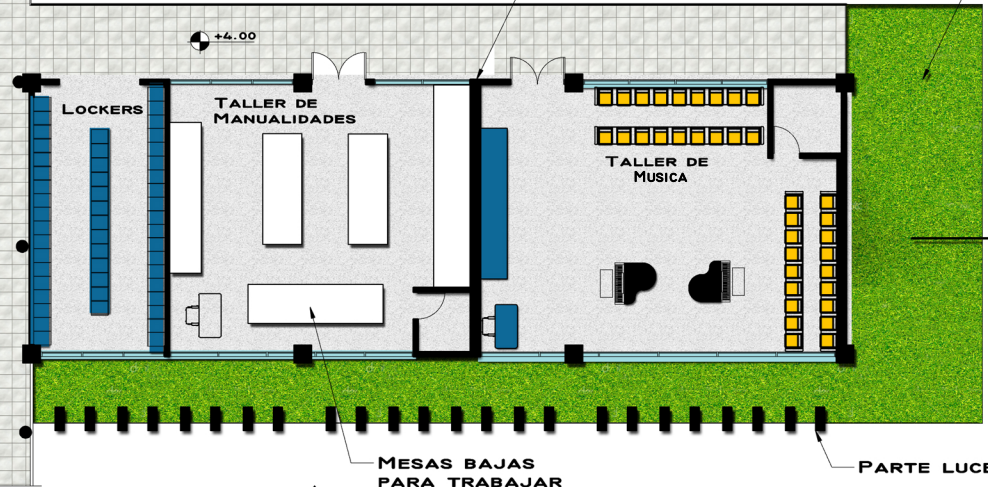 +4.00
LOCKERS
TALLER DE
MANUALIDADES
TALLER DE
MUSICA
MESAS BAJAS
PARA TRABAJAR
PARTE LUCE